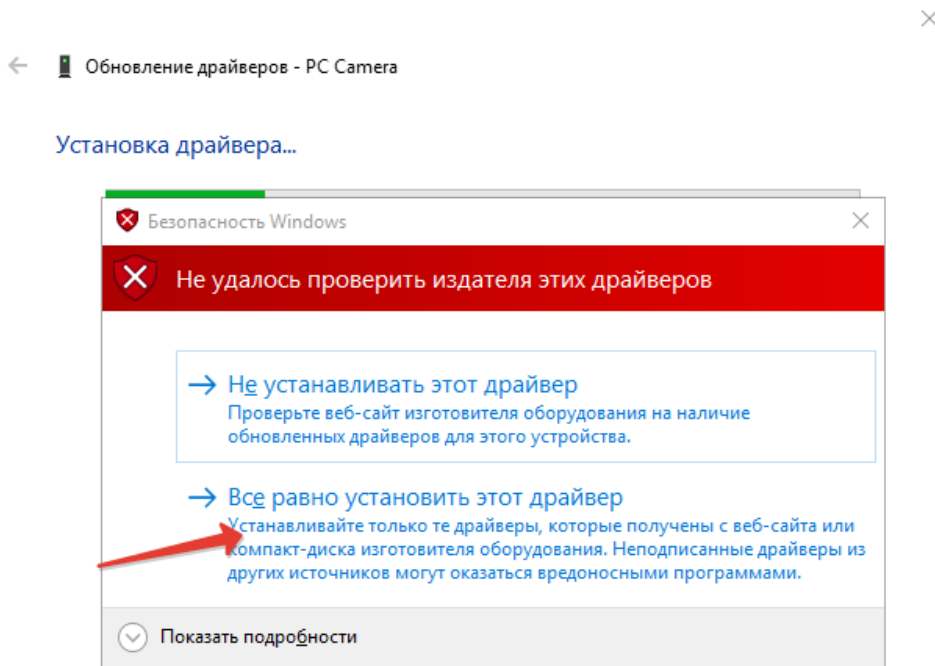 Обновление драйверов - PC Camera
Установка драйвера...
Безопасность Windows
Не удалось проверить издателя этих драйверов
Не устанавливать этот драйвер
Проверьте веб-сайт изготовителя оборудования на наличие
обновленных драйверов для этого устройства.
Все равно установить этот драйвер
Устанавливайте только те драйверы, которые получены с веб-сайта или
компакт-диска изготовителя оборудования. Неподписанные драйверы из
других источников могут оказаться вредоносными программами.
Показать подробности